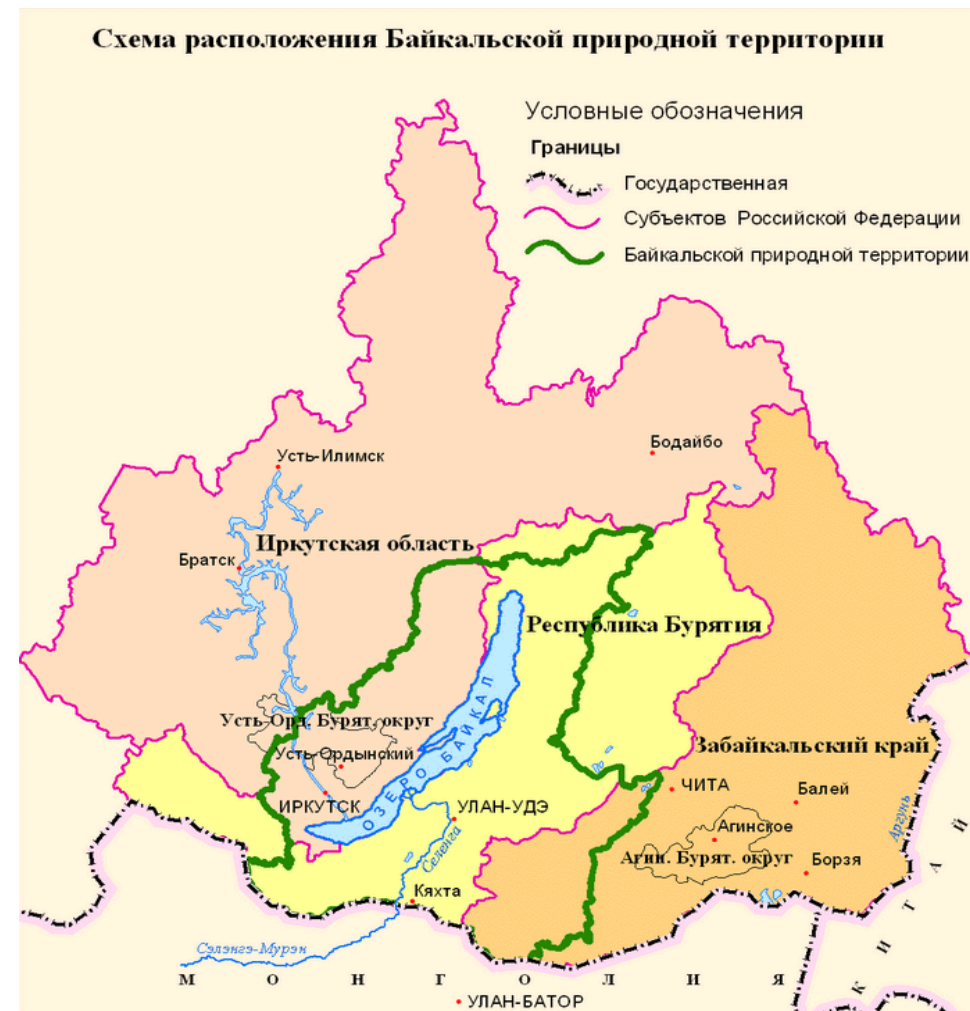 Схема расположения Байкальской природной территории
Условные обозначения
Границы
Государственная
Субъектов Российской Федерации
Байкальской природной территории
Усть-Илимск
Бодайбо
Братск
Иркутская область
Республика Бурятия
Усть-Орд. Бурят. округ
Усть-Ордынский
ОЗЕРО БАЙКАЛ
Забайкальский край
ИРКУТСК
УЛАН-УДЭ
ЧИТА
Балей
Агинское
Аргунь
Селенга
Агин. Бурят. округ
Борзя
Кяхта
Сэлэнгэ-Мурэн
МОНГОЛИЯ
КИТАЙ
УЛАН-БАТОР